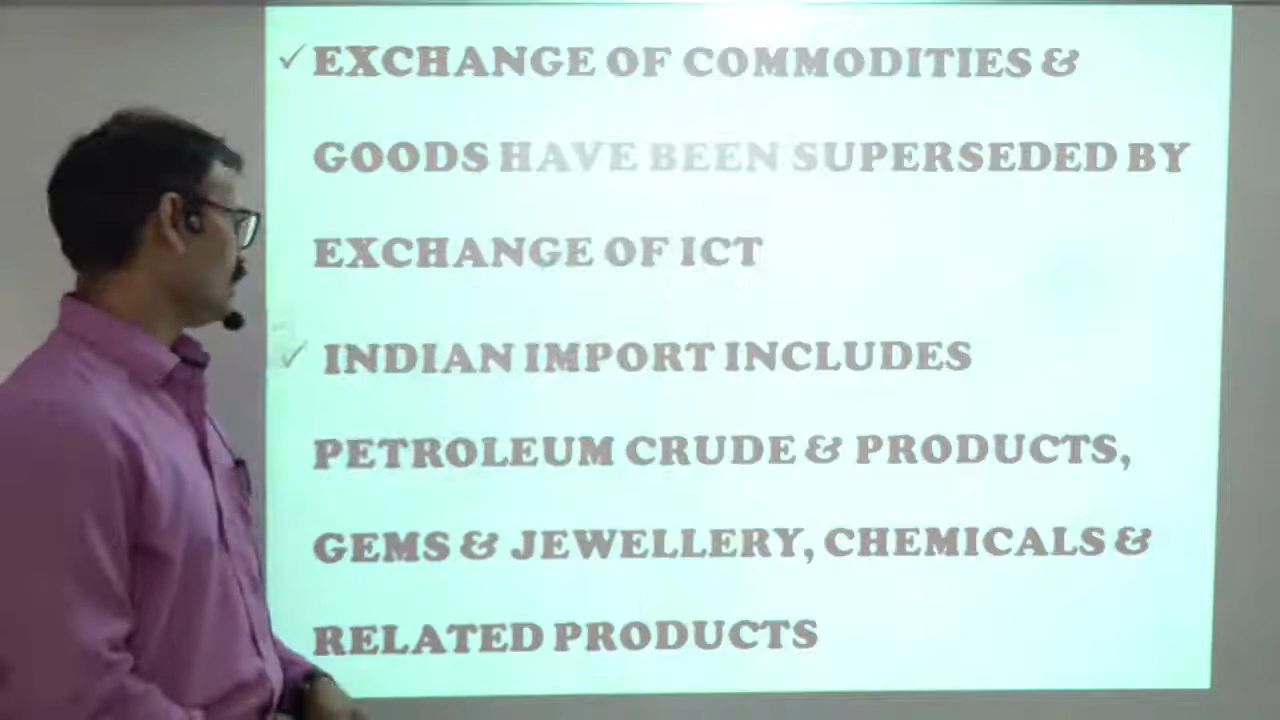 ✓ EXCHANGE OF COMMODITIES &
GOODS HAVE BEEN SUPERSEDED BY
EXCHANGE OF ICT
✓ INDIAN IMPORT INCLUDES
PETROLEUM CRUDE & PRODUCTS,
GEMS & JEWELLERY, CHEMICALS &
RELATED PRODUCTS